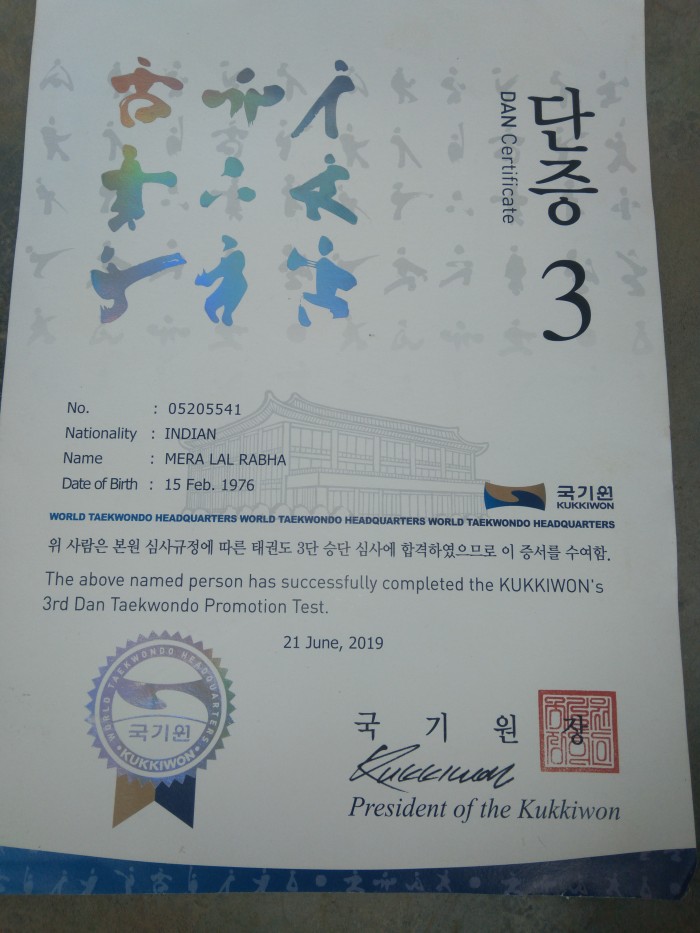 단증
DAN Certificate
3
No. : 05205541
Nationality : INDIAN
Name : MERA LAL RABHA
Date of Birth : 15 Feb. 1976
국기원
KUKKIWON
WORLD TAEKWONDO HEADQUARTERS WORLD TAEKWONDO HEADQUARTERS WORLD TAEKWONDO HEADQUARTERS
위 사람은 본원 심사규정에 따른 태권도 3단 승단 심사에 합격하였으므로 이 증서를 수여함.
The above named person has successfully completed the KUKKIWON's
3rd Dan Taekwondo Promotion Test.
21 June, 2019
WORLD TAEKWONDO HEADQUARTERS
국기원
·KUKKIWON·
국 기 원 장
Kukkiwon
President of the Kukkiwon